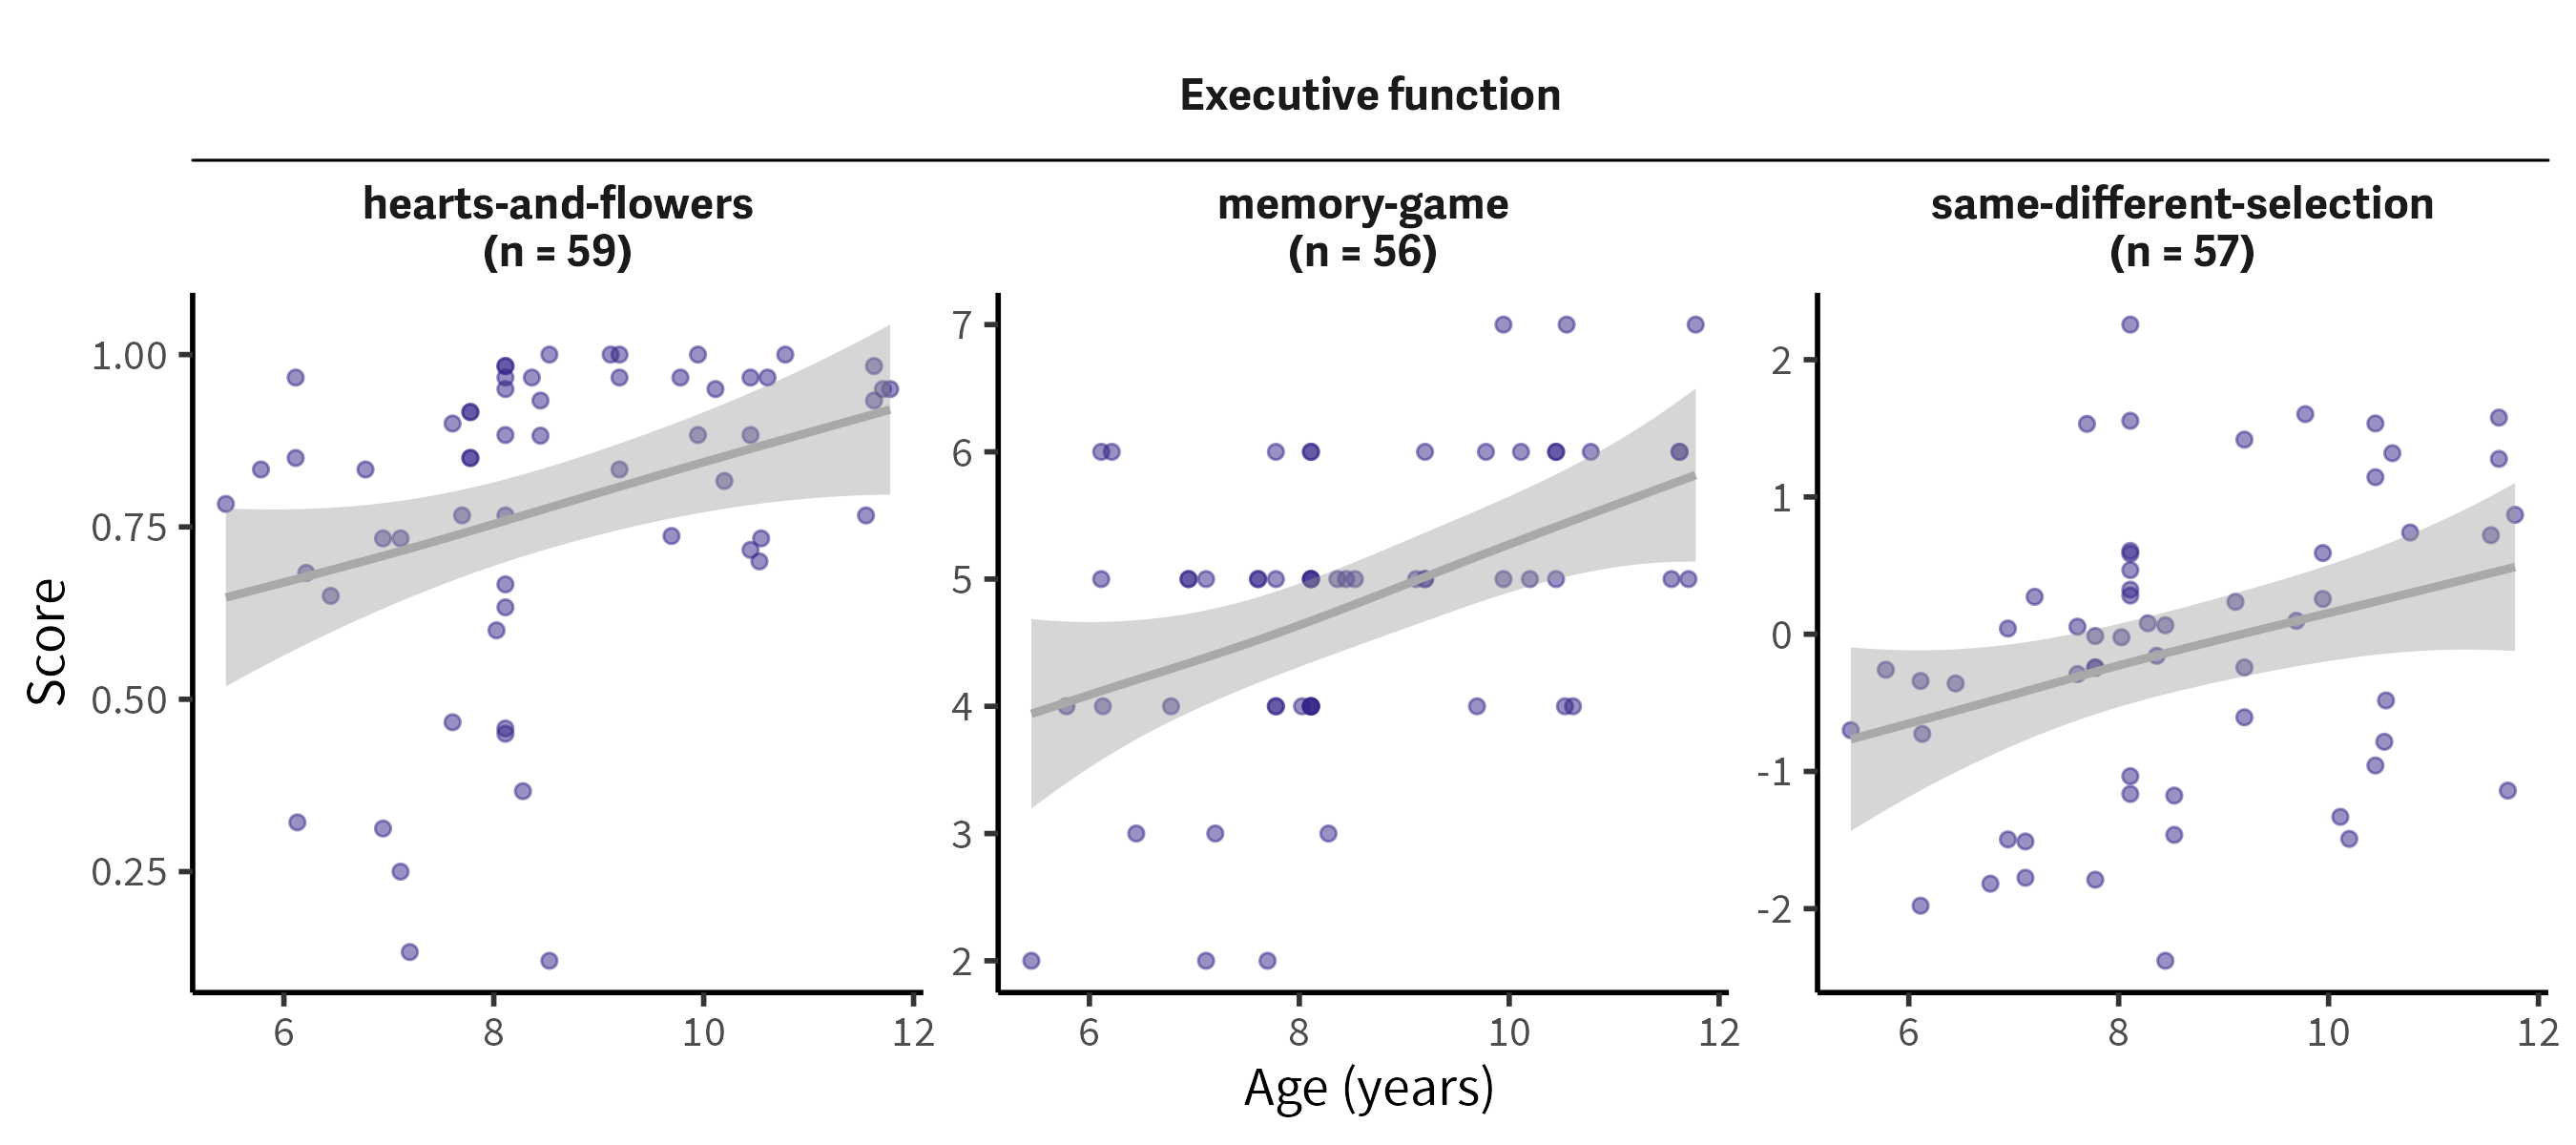 Executive function
hearts-and-flowers
(n = 59)
memory-game
(n = 56)
same-different-selection
(n = 57)
Score
1.00
0.75
0.50
0.25
6 8 10 12
7
6
5
4
3
2
6 8 10 12
2
1
0
-1
-2
6 8 10 12
Age (years)